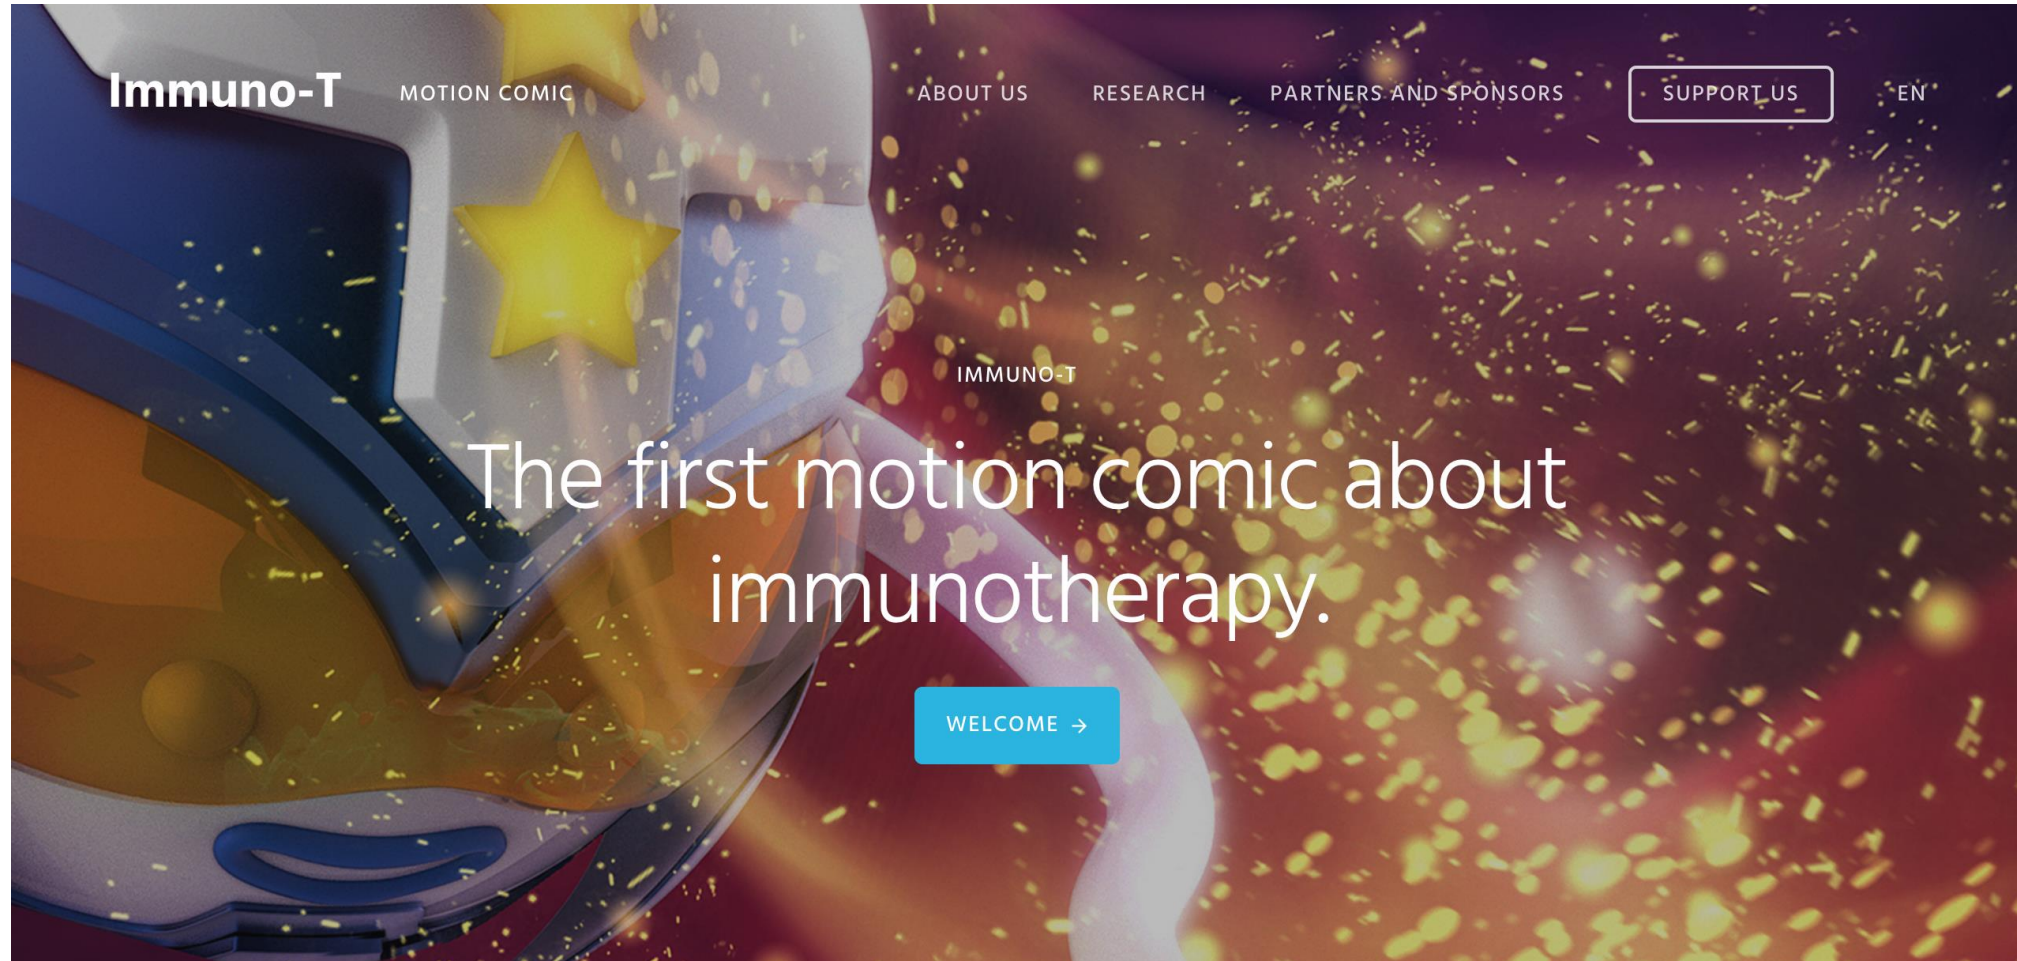 Immuno-T
MOTION COMIC
ABOUT US
RESEARCH
PARTNERS AND SPONSORS
SUPPORT US
EN
IMMUNO-T
The first motion comic about
immunotherapy.
WELCOME →